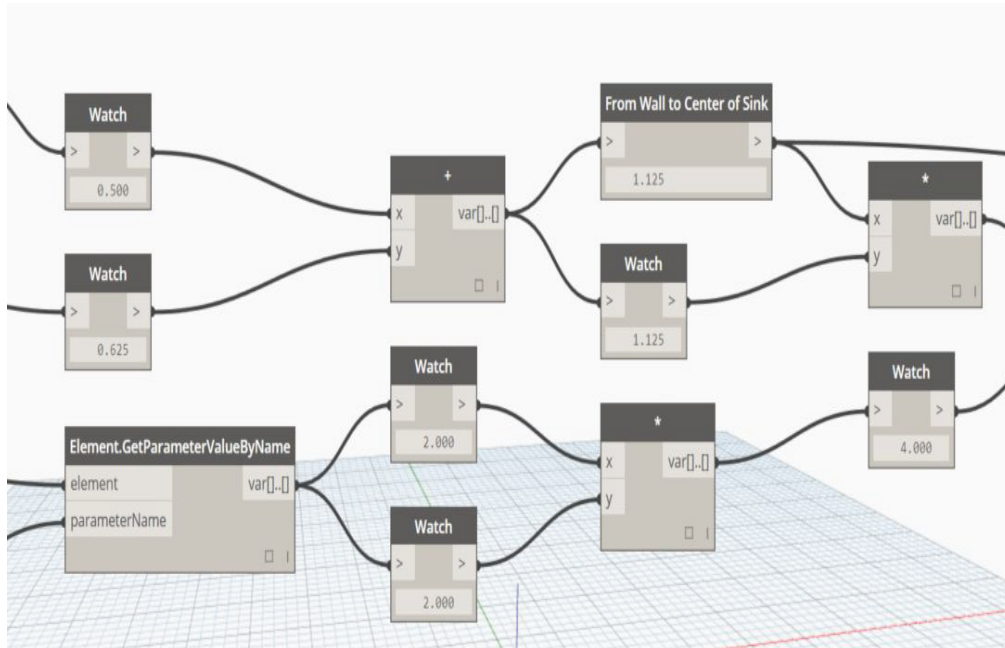 Watch
> >
0.500
Watch
> >
0.625
+
x var[]..[]
y
From Wall to Center of Sink
> >
1.125
Watch
> >
1.125
*
x var[]..[]
y
Element.GetParameterValueByName
element var[]..[]
parameterName
Watch
> >
2.000
Watch
> >
2.000
*
x var[]..[]
y
Watch
> >
4.000